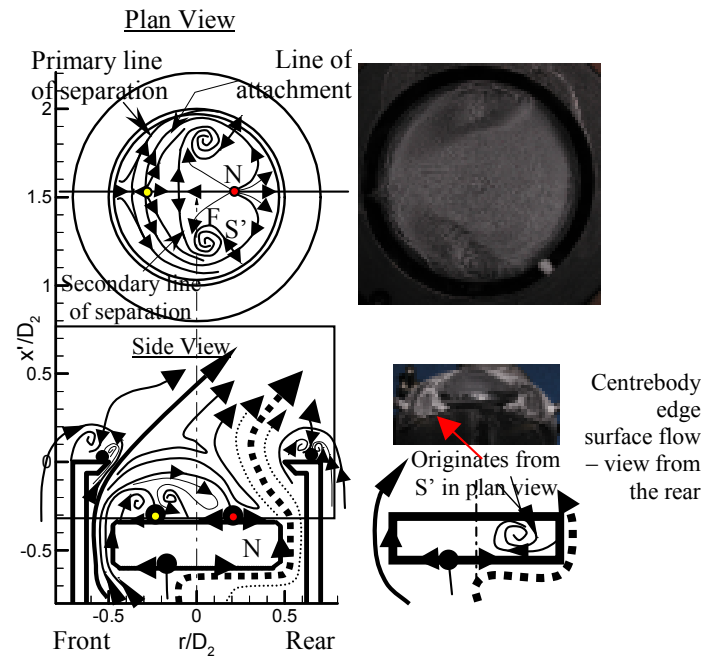 Plan View
Primary line
of separation
Line of
attachment
2
N
1.5
F
S'
Secondary line
of separation
1
x'/D2
Side View
0.5
0
-0.5
N
-0.5
0
0.5
Front
r/D2
Rear
Centrebody
edge
surface flow
– view from
the rear
Originates from
S' in plan view